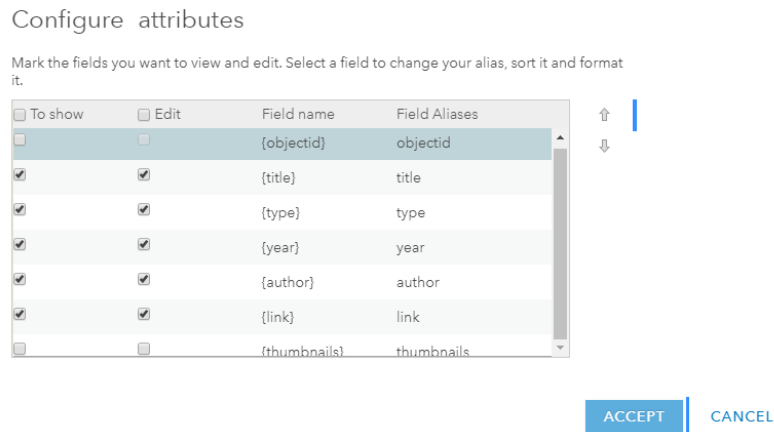 Configure attributes
Mark the fields you want to view and edit. Select a field to change your alias, sort it and format
it.
To show Edit Field name Field Aliases
{objectid} objectid
{title} title
{type} type
{year} year
{author} author
{link} link
{thumbnails} thumbnails
ACCEPT CANCEL